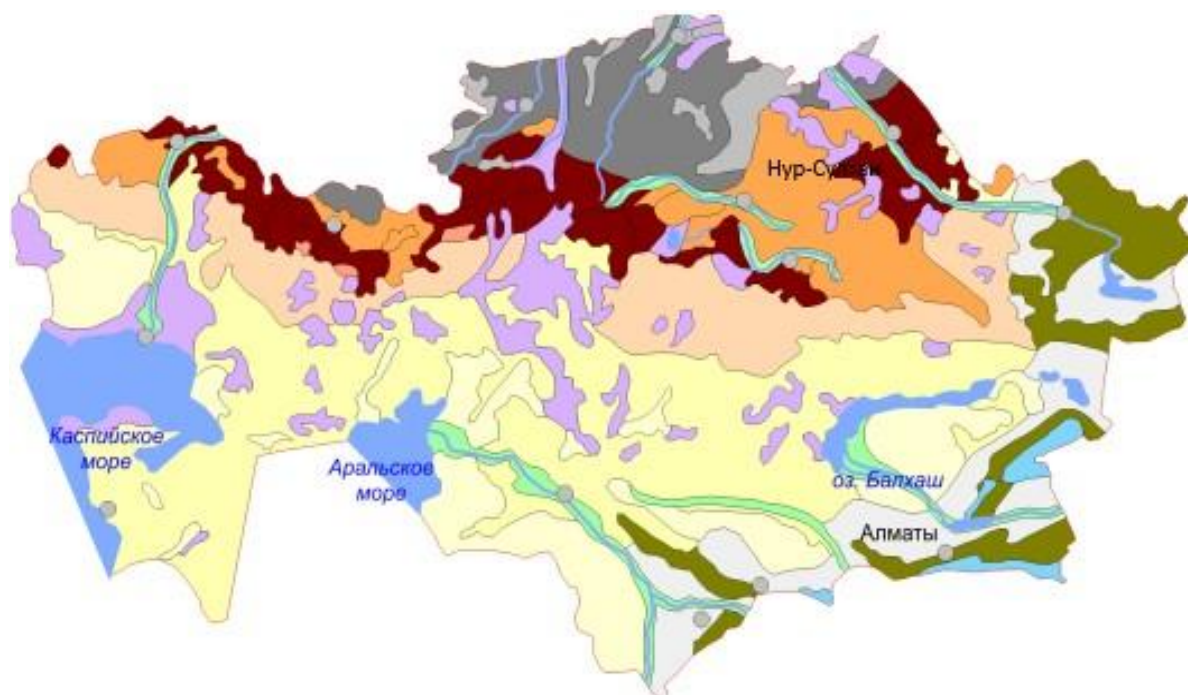 Нур-Султан
Каспийское
море
Аральское
море
оз. Балхаш
Алматы